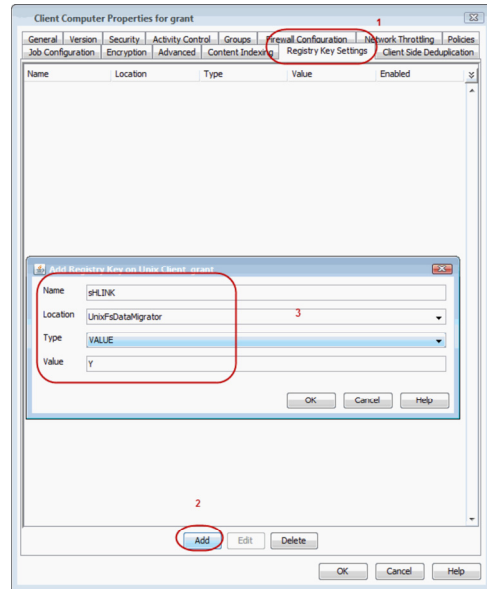 Client Computer Properties for grant
1
General Version Security Activity Control Groups Firewall Configuration Network Throttling Policies
Job Configuration Encryption Advanced Content Indexing Registry Key Settings Client Side Deduplication
Name Location Type Value Enabled
Add Registry Key on Unix Client grant
Name sHLINK
Location UnixFsDataMigrator 3
Type VALUE
Value Y
OK Cancel Help
2
Add Edit Delete
OK Cancel Help